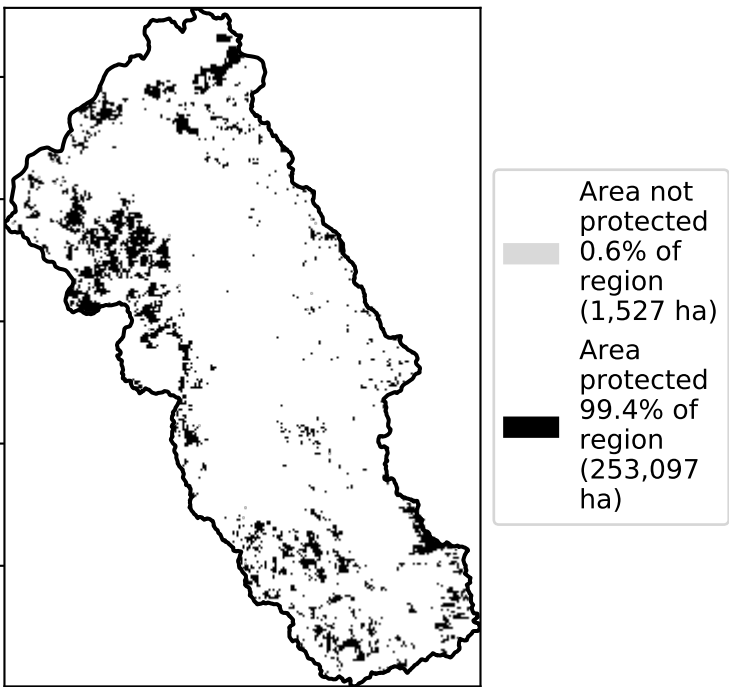 Area not
protected
0.6% of
region
(1,527 ha)
Area
protected
99.4% of
region
(253,097
ha)